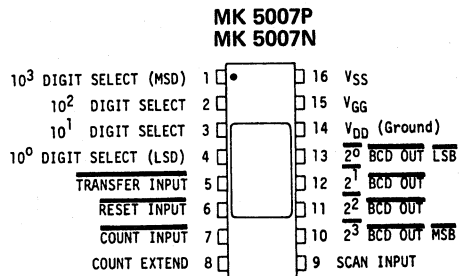 MK 5007P
MK 5007N
10³ DIGIT SELECT (MSD) 1
10² DIGIT SELECT 2
10¹ DIGIT SELECT 3
10⁰ DIGIT SELECT (LSD) 4
TRANSFER INPUT 5
RESET INPUT 6
COUNT INPUT 7
COUNT EXTEND 8
16 VSS
15 VGG
14 VDD (Ground)
13 2⁰ BCD OUT LSB
12 2¹ BCD OUT
11 2² BCD OUT
10 2³ BCD OUT MSB
9 SCAN INPUT